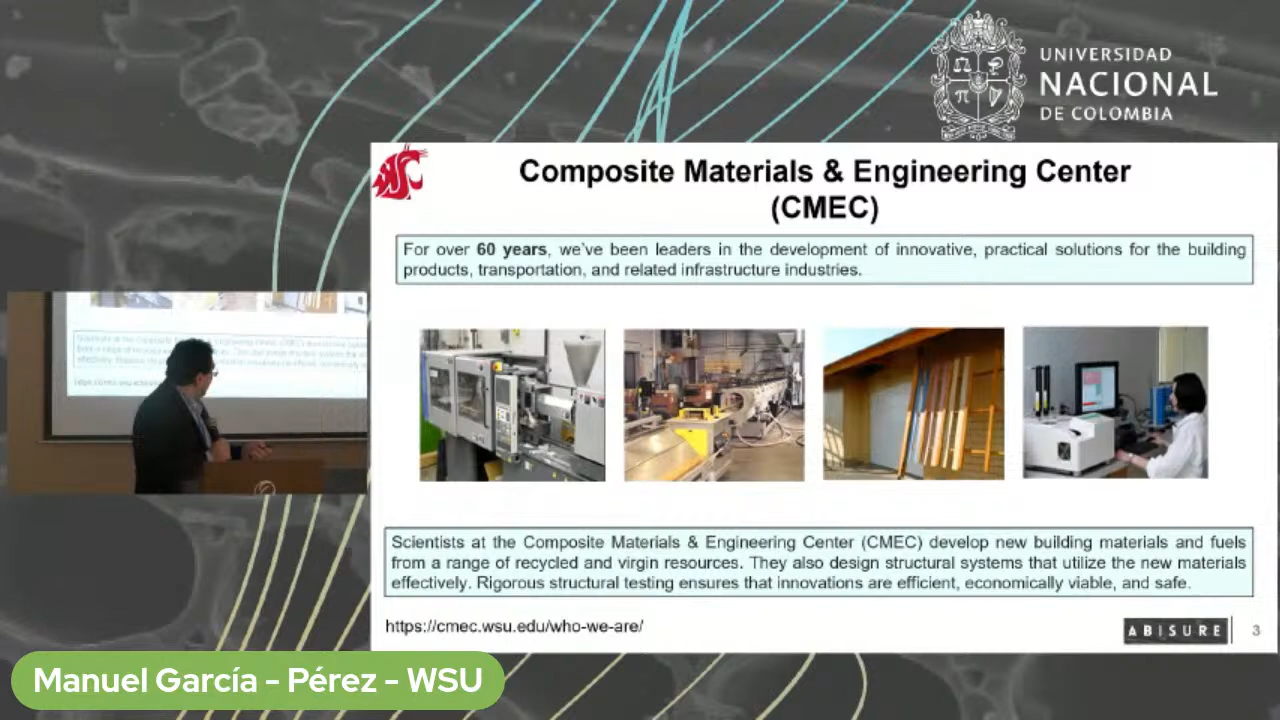 UNIVERSIDAD
NACIONAL
DE COLOMBIA
Composite Materials & Engineering Center
(CMEC)
For over 60 years, we've been leaders in the development of innovative, practical solutions for the building
products, transportation, and related infrastructure industries.
Scientists at the Composite Materials & Engineering Center (CMEC) develop new building materials and fuels
from a range of recycled and virgin resources. They also design structural systems that utilize the new materials
effectively. Rigorous structural testing ensures that innovations are efficient, economically viable, and safe.
https://cmec.wsu.edu/who-we-are/
ABISURE
3
Manuel García - Pérez - WSU